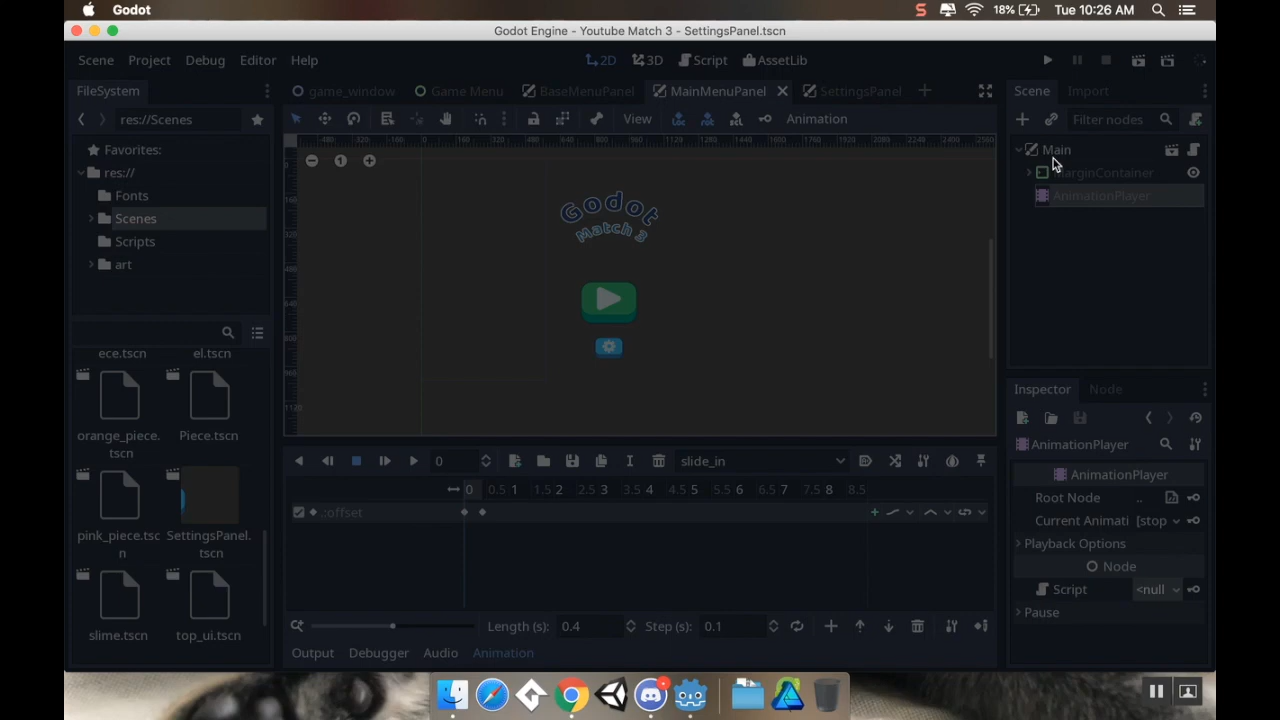 Godot
18%
Tue 10:26 AM
Godot Engine - Youtube Match 3 - SettingsPanel.tscn
Scene Project Debug Editor Help
2D 3D Script AssetLib
FileSystem
game_window Game Menu BaseMenuPanel MainMenuPanel SettingsPanel
Scene Import
res://Scenes
View Animation
Filter nodes
Favorites:
res://
Fonts
Scenes
Scripts
art
Main
MarginContainer
AnimationPlayer
Godot
Match 3
ece.tscn el.tscn
orange_piece.
tscn
Piece.tscn
pink_piece.tsc
n
SettingsPanel.
tscn
slime.tscn top_ui.tscn
Inspector Node
AnimationPlayer
AnimationPlayer
Root Node ..
Current Animati [stop
Playback Options
Node
Script <null
Pause
0 slide_in
0 0.5 1 1.5 2 2.5 3 3.5 4 4.5 5 5.5 6 6.5 7 7.5 8 8.5
.:offset
Length (s): 0.4 Step (s): 0.1
Output Debugger Audio Animation